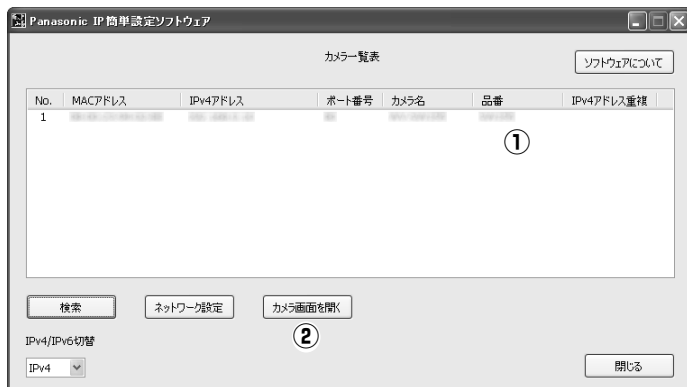 Panasonic IP簡単設定ソフトウェア
カメラ一覧表
ソフトウェアについて
No. MACアドレス IPv4アドレス ポート番号 カメラ名 品番 IPv4アドレス重複
1
①
検索 ネットワーク設定 カメラ画面を開く
②
IPv4/IPv6切替
IPv4 閉じる